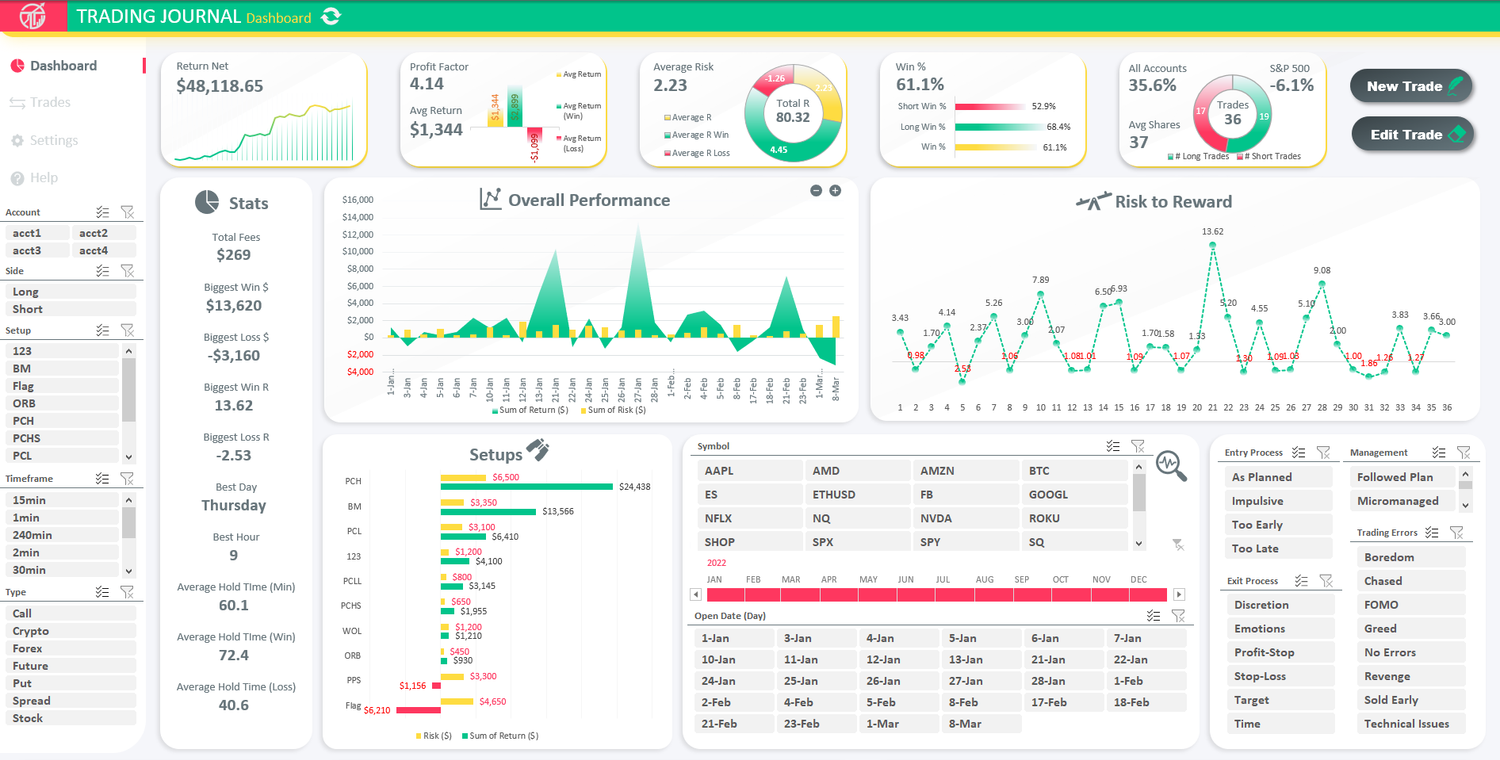 TRADING JOURNAL Dashboard
Dashboard
Trades
Settings
Help
Account
acct1 acct2
acct3 acct4
Side
Long
Short
Setup
123
BM
Flag
ORB
PCH
PCHS
PCL
Timeframe
15min
1min
240min
2min
30min
Type
Call
Crypto
Forex
Future
Put
Spread
Stock
Return Net
$48,118.65
Profit Factor
4.14
Avg Return
$1,344
$1,344
$2,899
-$1,099
Avg Return
Avg Return (Win)
Avg Return (Loss)
Average Risk
2.23
Average R
Average R Win
Average R Loss
-1.26
2.23
4.45
Total R
80.32
Win %
61.1%
Short Win % 52.9%
Long Win % 68.4%
Win % 61.1%
All Accounts
35.6%
S&P 500
-6.1%
Avg Shares
37
Trades
36
17
19
# Long Trades # Short Trades
New Trade
Edit Trade
Stats
Total Fees
$269
Biggest Win $
$13,620
Biggest Loss $
-$3,160
Biggest Win R
13.62
Biggest Loss R
-2.53
Best Day
Thursday
Best Hour
9
Average Hold TIme (Min)
60.1
Average Hold TIme (Win)
72.4
Average Hold Time (Loss)
40.6
Overall Performance
$16,000
$14,000
$12,000
$10,000
$8,000
$6,000
$4,000
$2,000
$0
$2,000
$4,000
1-Jan... 3-Jan 4-Jan 5-Jan 6-Jan 7-Jan 10-Jan 11-Jan 12-Jan 13-Jan 21-Jan 22-Jan 24-Jan 25-Jan 26-Jan 27-Jan 28-Jan 1-Feb... 2-Feb 4-Feb 5-Feb 8-Feb 17-Feb 18-Feb 21-Feb 23-Feb 1-Mar... 8-Mar
Sum of Return ($) Sum of Risk ($)
Risk to Reward
3.43 0.98 1.70 4.14 2.53 2.37 5.26 1.06 3.00 7.89 2.07 1.08 1.01 6.50 6.93 1.09 1.70 1.58 1.07 1.33 13.62 5.20 1.30 4.55 1.09 1.03 5.10 9.08 2.00 1.00 1.86 1.26 3.83 1.27 3.66 3.00
1 2 3 4 5 6 7 8 9 10 11 12 13 14 15 16 17 18 19 20 21 22 23 24 25 26 27 28 29 30 31 32 33 34 35 36
Setups
PCH $6,500 $24,438
BM $3,350 $13,566
PCL $3,100 $6,410
123 $1,200 $4,100
PCLL $800 $3,145
PCHS $650 $1,955
WOL $1,200 $1,210
ORB $450 $930
PPS $3,300 $1,156
Flag $4,650 $6,210
Risk ($) Sum of Return ($)
Symbol
AAPL AMD AMZN BTC
ES ETHUSD FB GOOGL
NFLX NQ NVDA ROKU
SHOP SPX SPY SQ
2022
JAN FEB MAR APR MAY JUN JUL AUG SEP OCT NOV DEC
Open Date (Day)
1-Jan 3-Jan 4-Jan 5-Jan 6-Jan 7-Jan
10-Jan 11-Jan 12-Jan 13-Jan 21-Jan 22-Jan
24-Jan 25-Jan 26-Jan 27-Jan 28-Jan 1-Feb
2-Feb 4-Feb 5-Feb 8-Feb 17-Feb 18-Feb
21-Feb 23-Feb 1-Mar 8-Mar
Entry Process
As Planned
Impulsive
Too Early
Too Late
Exit Process
Discretion
Emotions
Profit-Stop
Stop-Loss
Target
Time
Management
Followed Plan
Micromanaged
Trading Errors
Boredom
Chased
FOMO
Greed
No Errors
Revenge
Sold Early
Technical Issues